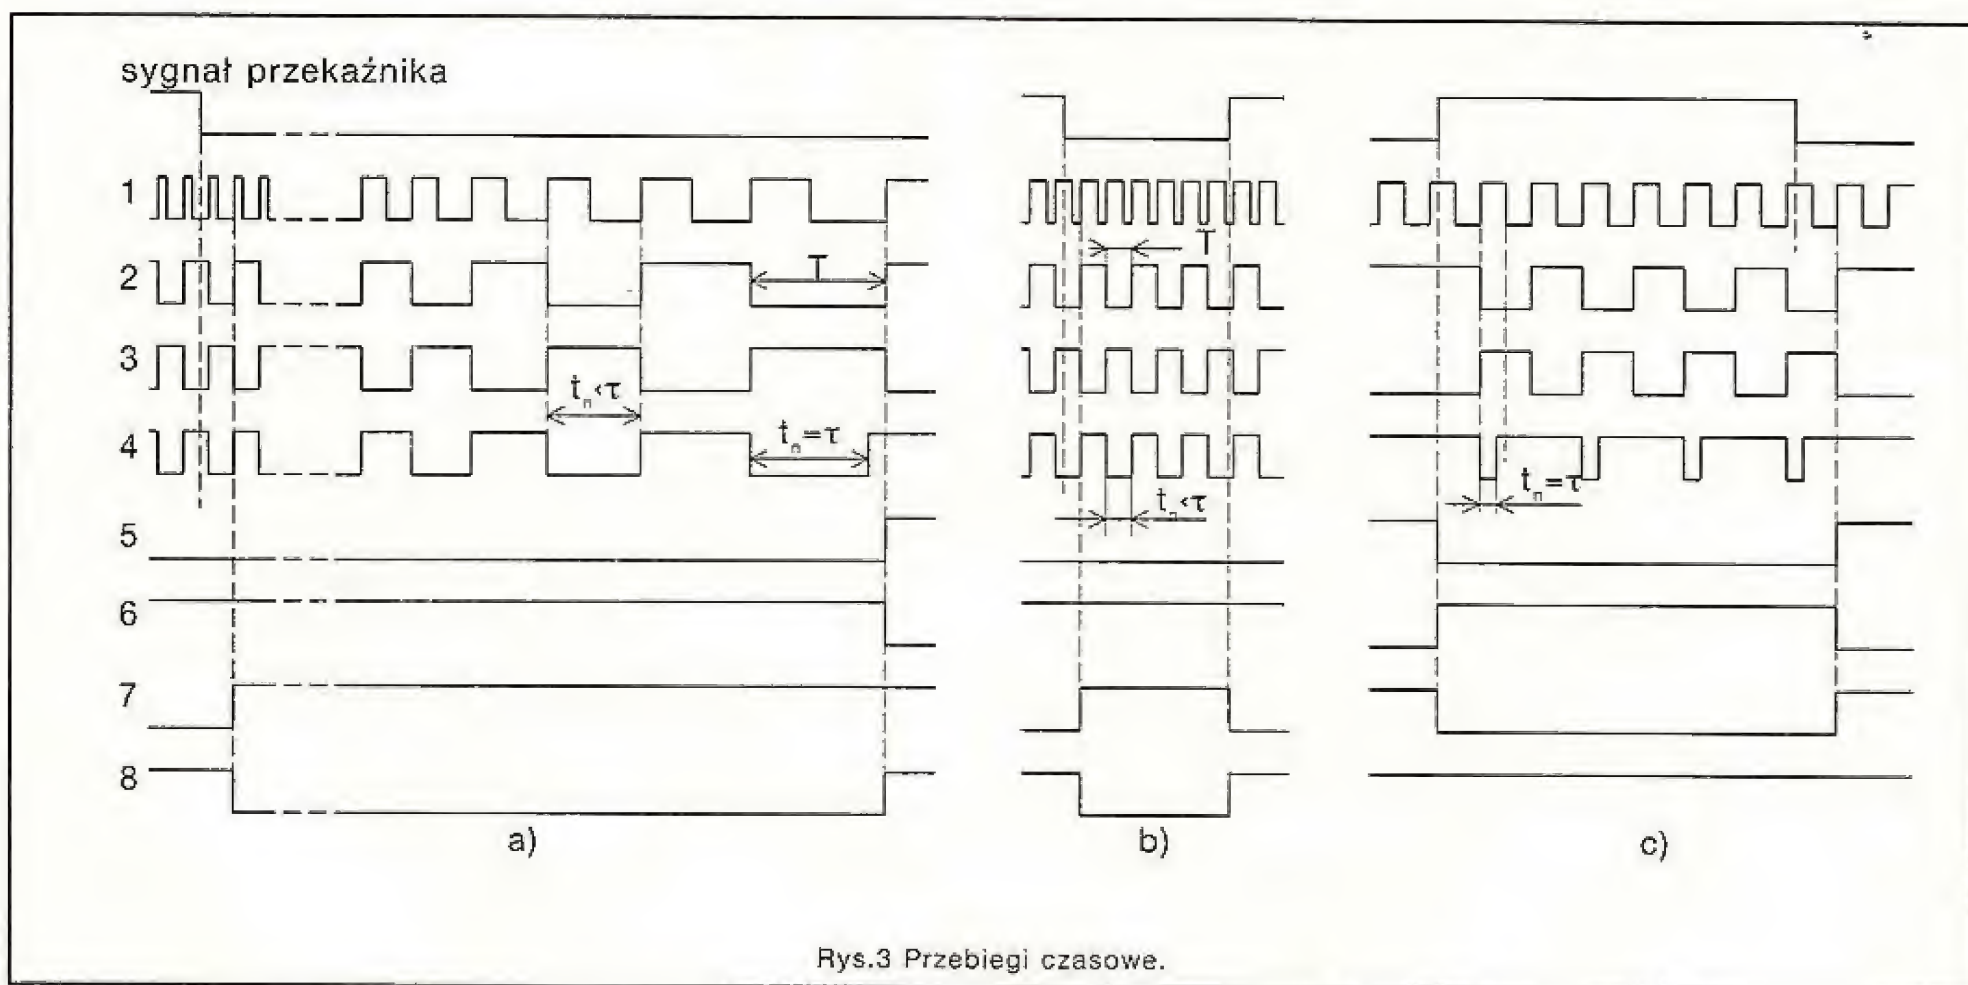 sygnał przekaźnika
1
2
3
4
5
6
7
8
T
tₙ<τ
tₙ=τ
T
tₙ<τ
tₙ=τ
a)
b)
c)
Rys.3 Przebiegi czasowe.